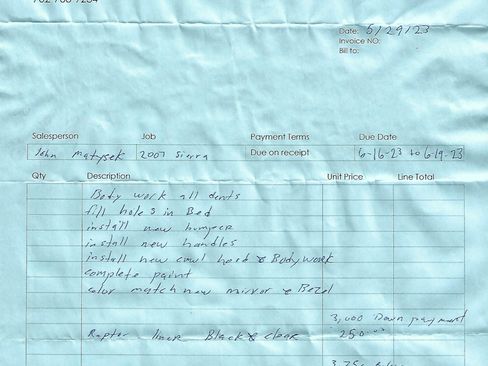 Date: 5/29/23
Invoice NO:
Bill to:
Salesperson Job Payment Terms Due Date
John Matysek 2007 Sierra Due on receipt 6-16-23 to 6-19-23
Qty Description Unit Price Line Total
Body work all dents
fill holes in Bed
install new bumper
install new handles
install new cowl hood & Body work
complete paint
color match new mirror & Bezel
3,000 Down payment
Raptor liner Black & clear 250.00